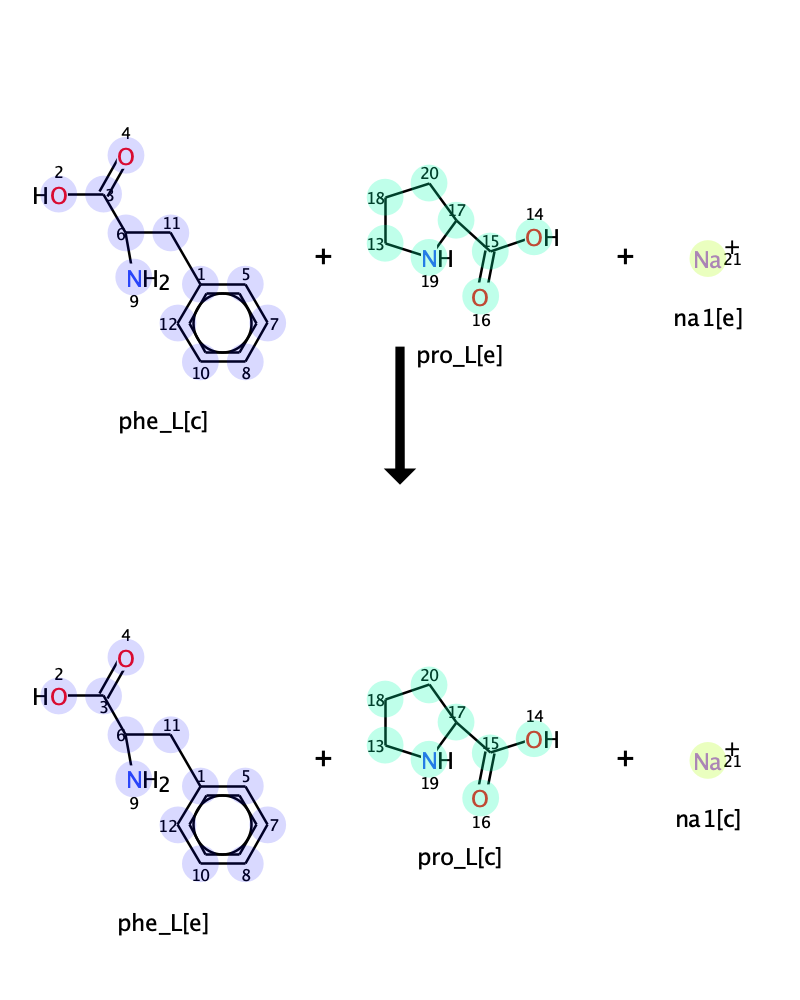 4
2
HO
O
3
6
11
NH2
9
1
5
12
7
10
8
phe_L[c]
+
20
18
17
14
13
15
OH
NH
19
O
16
pro_L[e]
+
Na+
21
na1[e]
4
2
HO
O
3
6
11
NH2
9
1
5
12
7
10
8
phe_L[e]
+
20
18
17
14
13
15
OH
NH
19
O
16
pro_L[c]
+
Na+
21
na1[c]